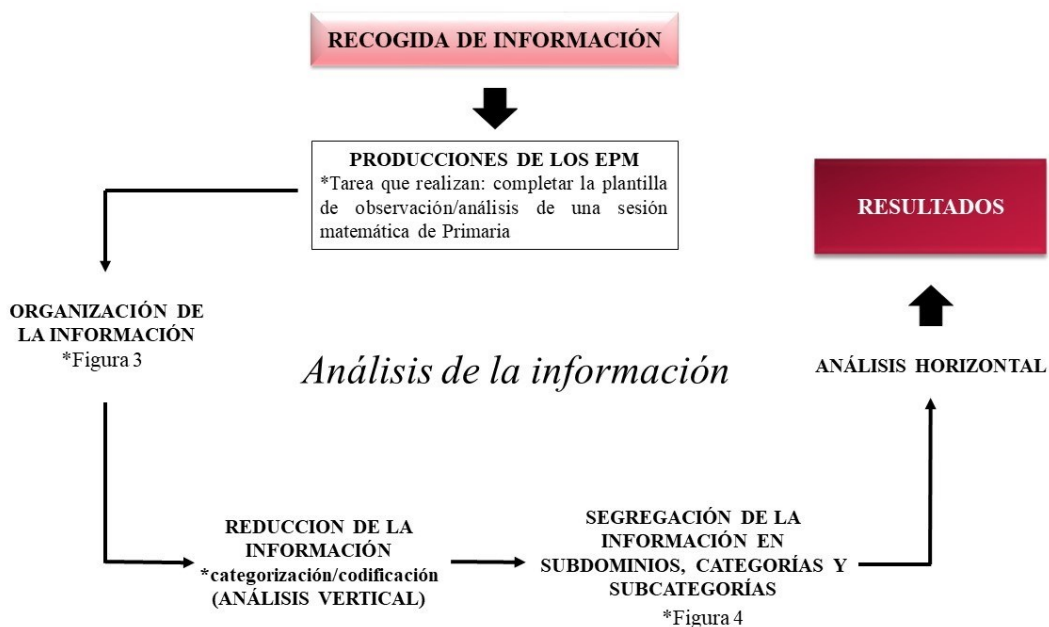 RECOGIDA DE INFORMACIÓN
PRODUCCIONES DE LOS EPM
*Tarea que realizan: completar la plantilla
de observación/análisis de una sesión
matemática de Primaria
RESULTADOS
ORGANIZACIÓN DE
LA INFORMACIÓN
*Figura 3
Análisis de la información
ANÁLISIS HORIZONTAL
REDUCCION DE LA
INFORMACIÓN
*categorización/codificación
(ANÁLISIS VERTICAL)
SEGREGACIÓN DE LA
INFORMACIÓN EN
SUBDOMINIOS, CATEGORÍAS Y
SUBCATEGORÍAS
*Figura 4